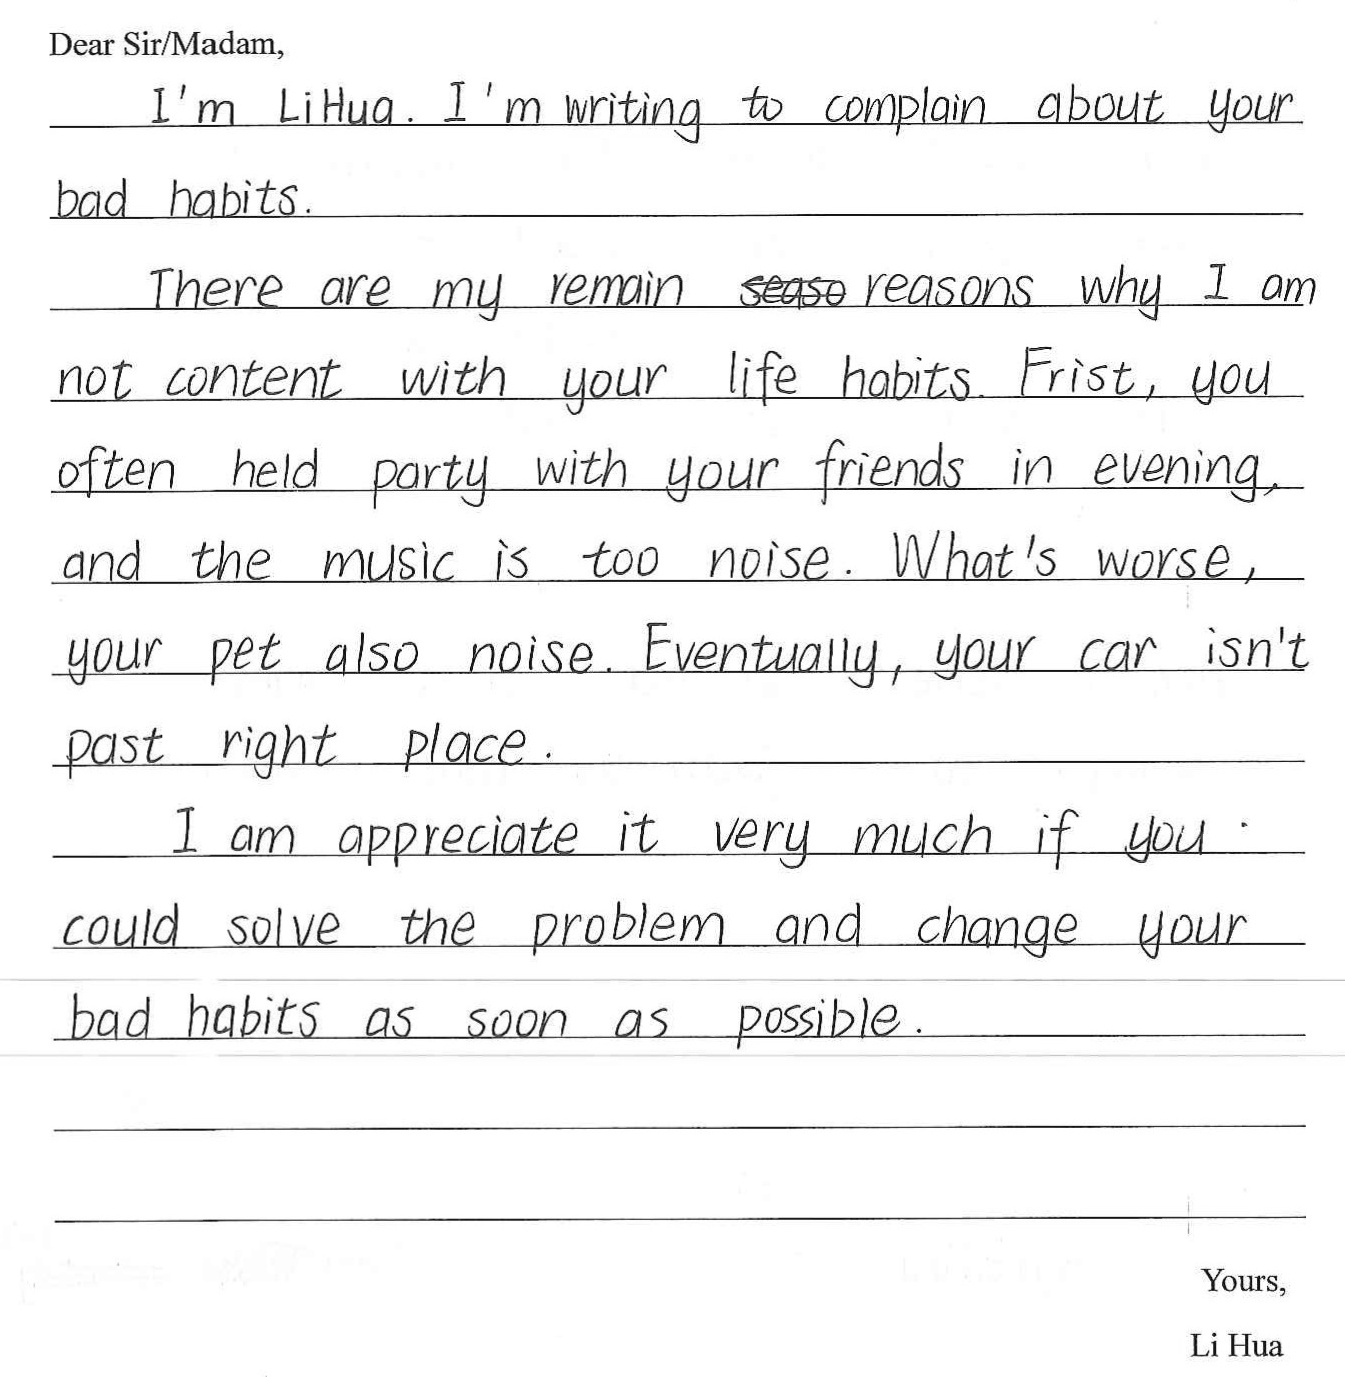 Dear Sir/Madam,
I'm LiHua. I'm writing to complain about your
bad habits.
There are my remain reasons why I am
not content with your life habits. Frist, you
often held party with your friends in evening,
and the music is too noise. What's worse,
your pet also noise. Eventually, your car isn't
past right place.
I am appreciate it very much if you
could solve the problem and change your
bad habits as soon as possible.
Yours,
Li Hua